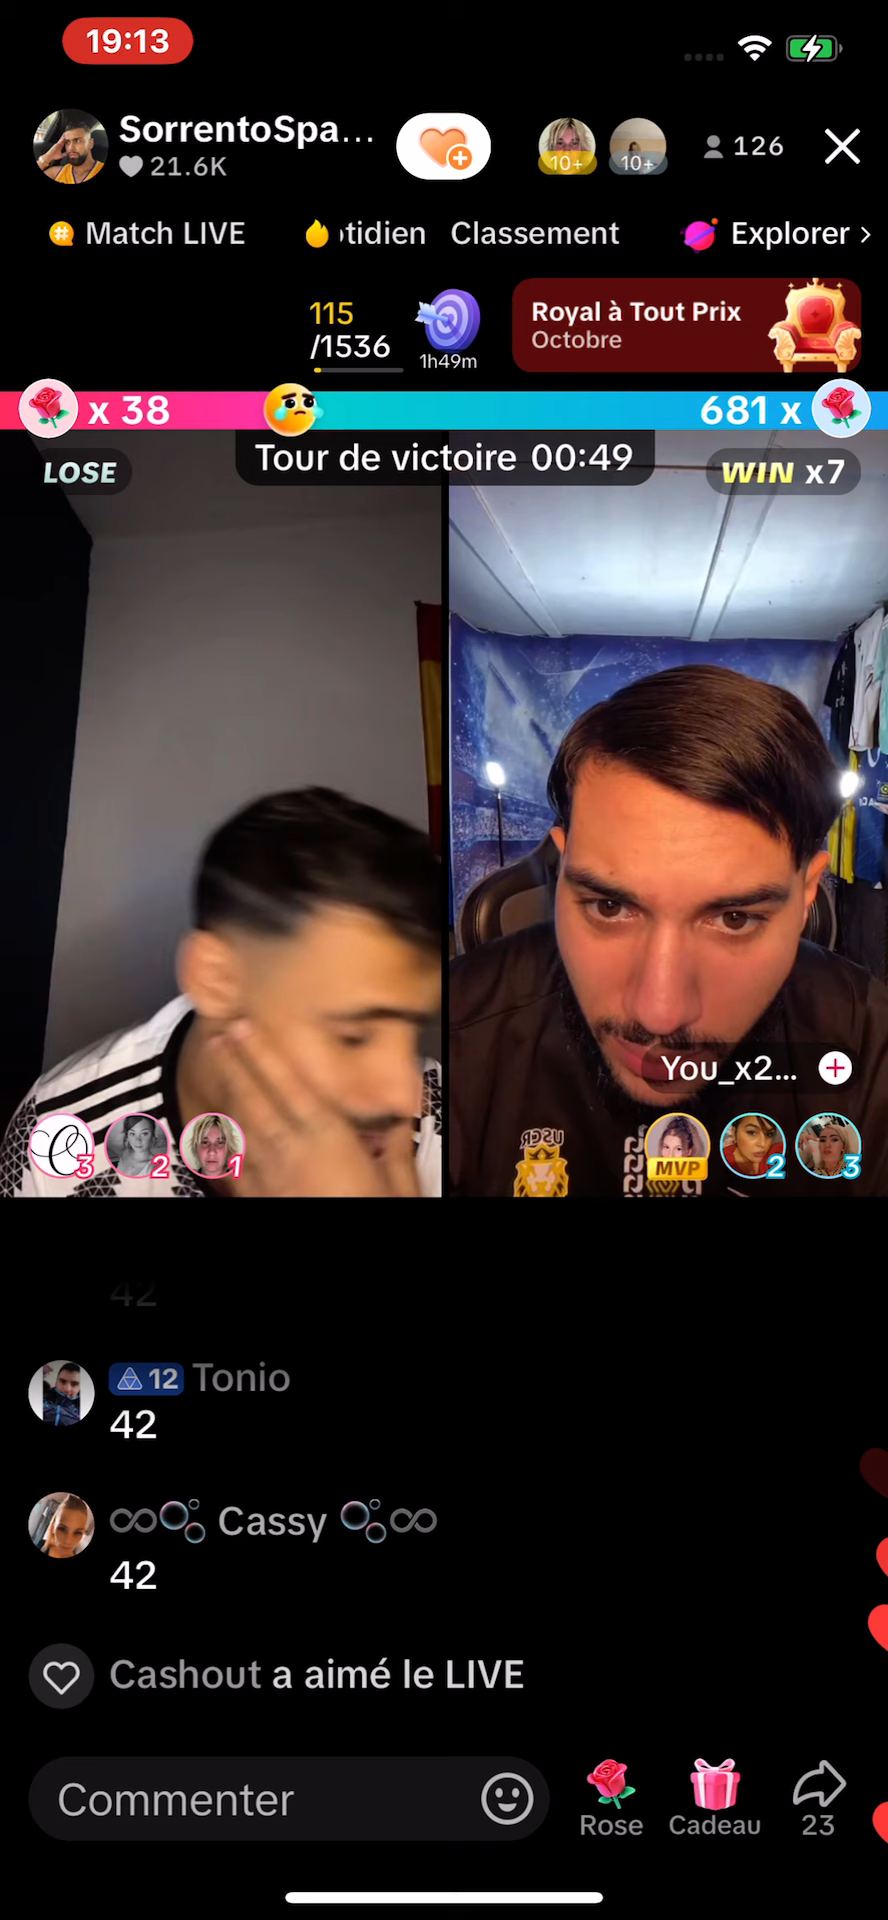 19:13
SorrentoSpa...
21.6K
10+
10+
126
Match LIVE
tidien
Classement
Explorer >
115
/1536
1h49m
Royal à Tout Prix
Octobre
x 38
681 x
Tour de victoire 00:49
LOSE
WIN x7
You_x2...
3
2
1
MVP
2
3
42
12 Tonio
42
∞ Cassy ∞
42
Cashout a aimé le LIVE
Commenter
Rose
Cadeau
23